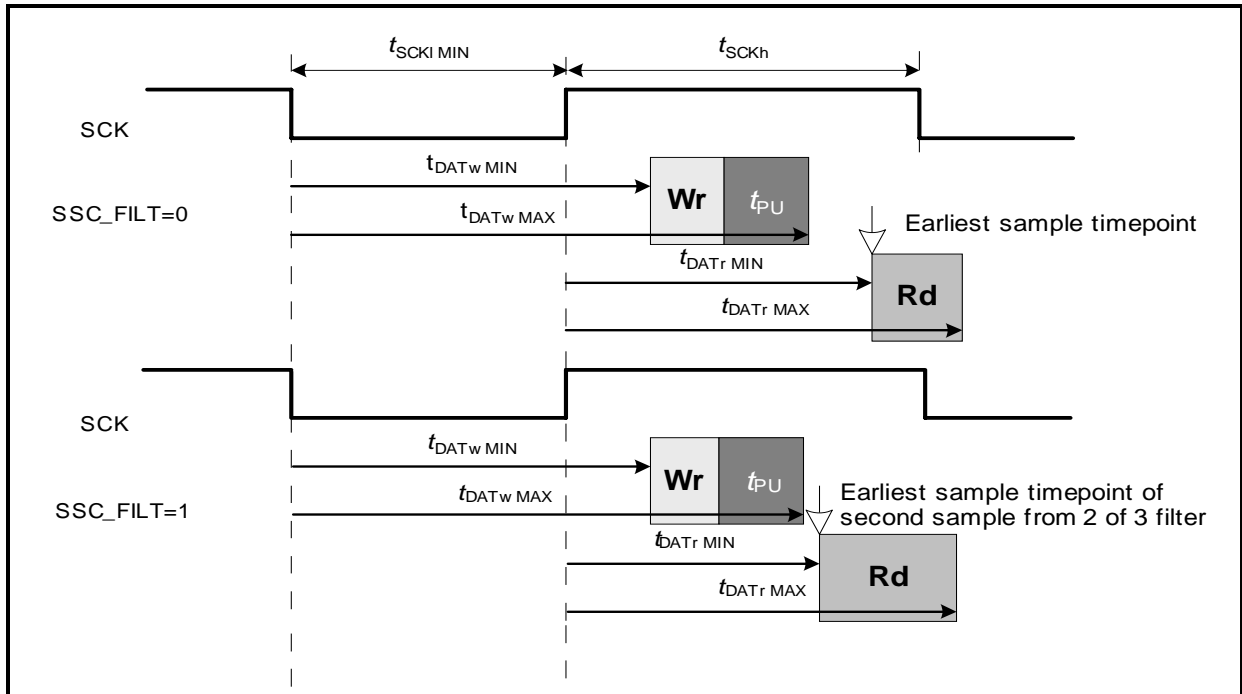 tSCKl MIN
tSCKh
SCK
tDATw MIN
SSC_FILT=0
Wr
tPU
tDATw MAX
Earliest sample timepoint
tDATr MIN
Rd
tDATr MAX
SCK
tDATw MIN
SSC_FILT=1
Wr
tPU
tDATw MAX
Earliest sample timepoint of
second sample from 2 of 3 filter
tDATr MIN
Rd
tDATr MAX